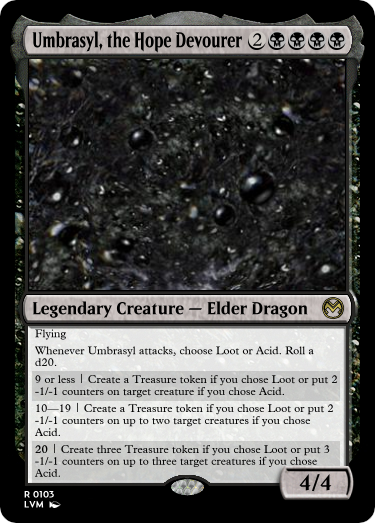 Umbrasyl, the Hope Devourer 2
Legendary Creature — Elder Dragon
Flying
Whenever Umbrasyl attacks, choose Loot or Acid. Roll a
d20.
9 or less | Create a Treasure token if you chose Loot or put 2
-1/-1 counters on target creature if you chose Acid.
10—19 | Create a Treasure token if you chose Loot or put 2
-1/-1 counters on up to two target creatures if you chose
Acid.
20 | Create three Treasure token if you chose Loot or put 3
-1/-1 counters on up to three target creatures if you chose
Acid.
4/4
R 0103
LVM